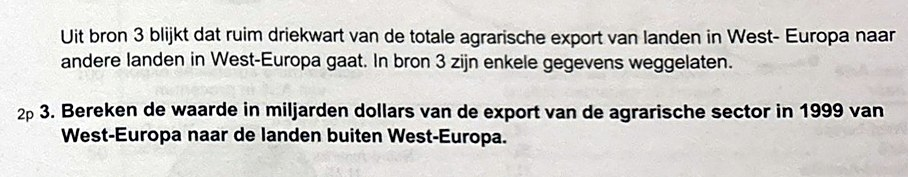 Uit bron 3 blijkt dat ruim driekwart van de totale agrarische export van landen in West- Europa naar
andere landen in West-Europa gaat. In bron 3 zijn enkele gegevens weggelaten.
2p 3. Bereken de waarde in miljarden dollars van de export van de agrarische sector in 1999 van
West-Europa naar de landen buiten West-Europa.